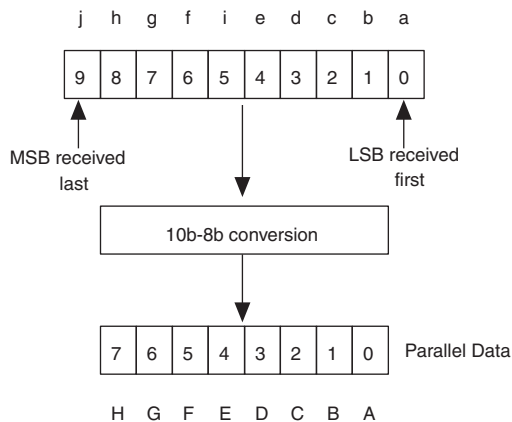 j h g f i e d c b a
9 8 7 6 5 4 3 2 1 0
MSB received
last
LSB received
first
10b-8b conversion
7 6 5 4 3 2 1 0 Parallel Data
H G F E D C B A